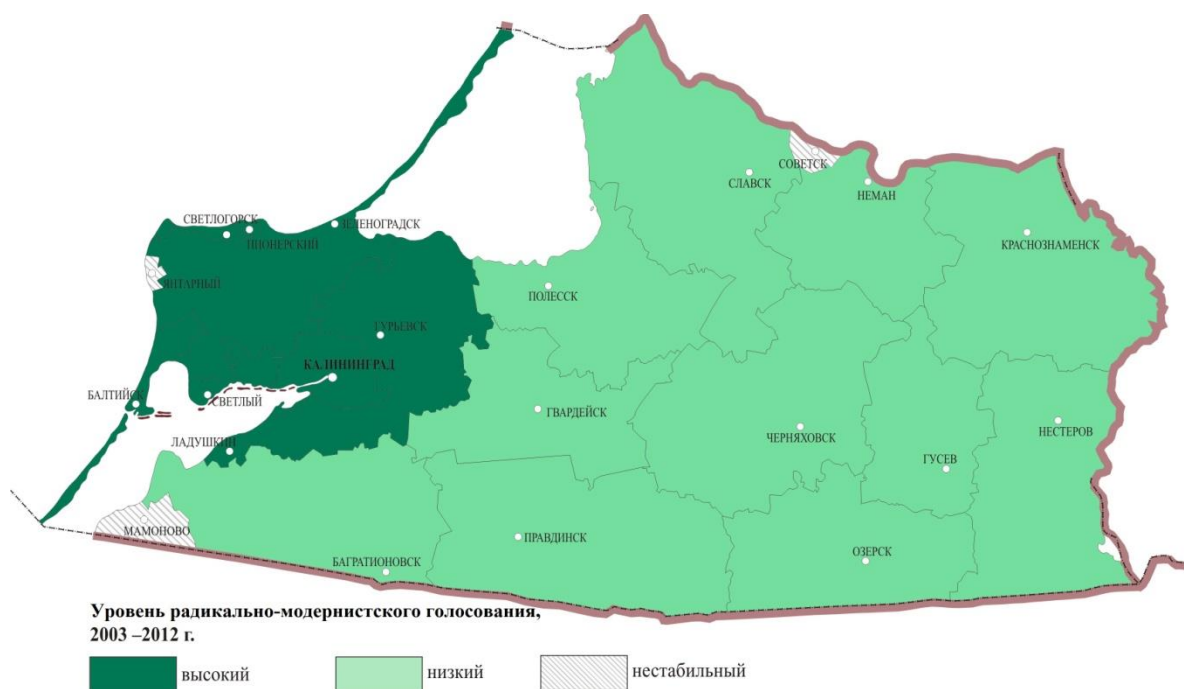 СОВЕТСК
СЛАВСК
НЕМАН
СВЕТЛОГОРСК
ЗЕЛЕНОГРАДСК
ПИОНЕРСКИЙ
КРАСНОЗНАМЕНСК
ЯНТАРНЫЙ
ПОЛЕССК
ГУРЬЕВСК
КАЛИНИНГРАД
БАЛТИЙСК
СВЕТЛЫЙ
ГВАРДЕЙСК
НЕСТЕРОВ
ЧЕРНЯХОВСК
ЛАДУШКИН
ГУСЕВ
МАМОНОВО
ПРАВДИНСК
БАГРАТИОНОВСК
ОЗЕРСК
Уровень радикально-модернистского голосования,
2003 –2012 г.
высокий
низкий
нестабильный